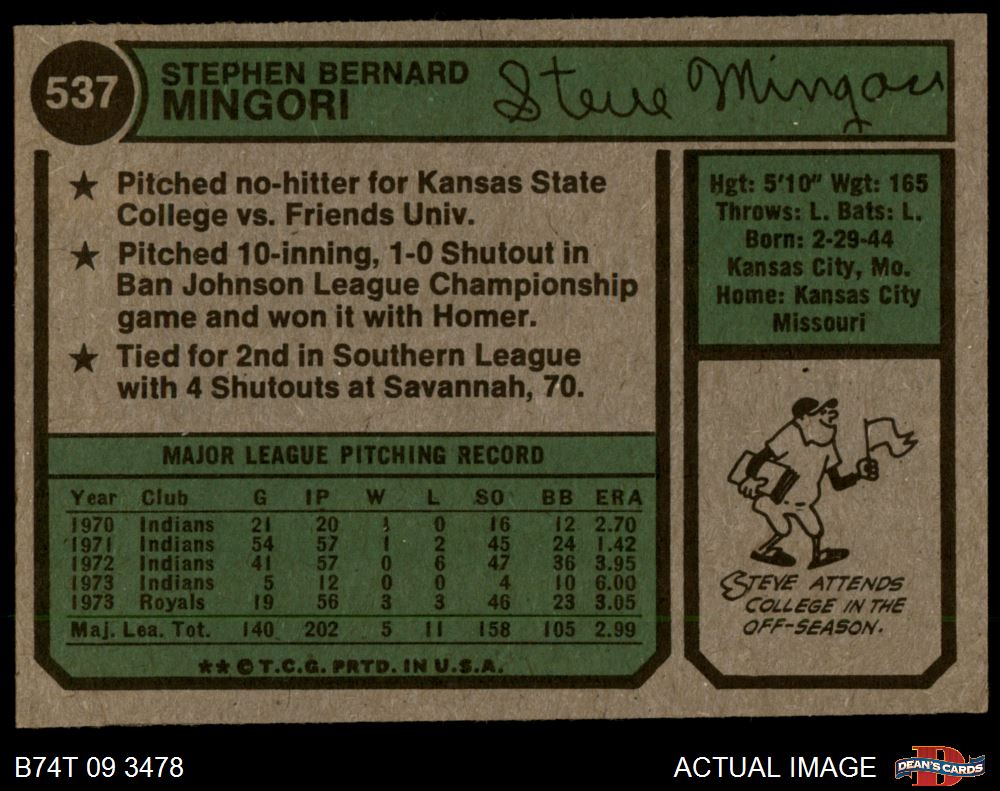 537
STEPHEN BERNARD
MINGORI
Steve Mingori
★ Pitched no-hitter for Kansas State
College vs. Friends Univ.
★ Pitched 10-inning, 1-0 Shutout in
Ban Johnson League Championship
game and won it with Homer.
★ Tied for 2nd in Southern League
with 4 Shutouts at Savannah, 70.
Hgt: 5'10" Wgt: 165
Throws: L. Bats: L.
Born: 2-29-44
Kansas City, Mo.
Home: Kansas City
Missouri
MAJOR LEAGUE PITCHING RECORD
Year Club G IP W L SO BB ERA
1970 Indians 21 20 1 0 16 12 2.70
1971 Indians 54 57 1 2 45 24 1.42
1972 Indians 41 57 0 6 47 36 3.95
1973 Indians 5 12 0 0 4 10 6.00
1973 Royals 19 56 3 3 46 23 3.05
Maj. Lea. Tot. 140 202 5 11 158 105 2.99
★★ © T.C.G. PRTD. IN U.S.A.
STEVE ATTENDS
COLLEGE IN THE
OFF-SEASON.
B74T 09 3478
ACTUAL IMAGE
D
DEAN'S CARDS